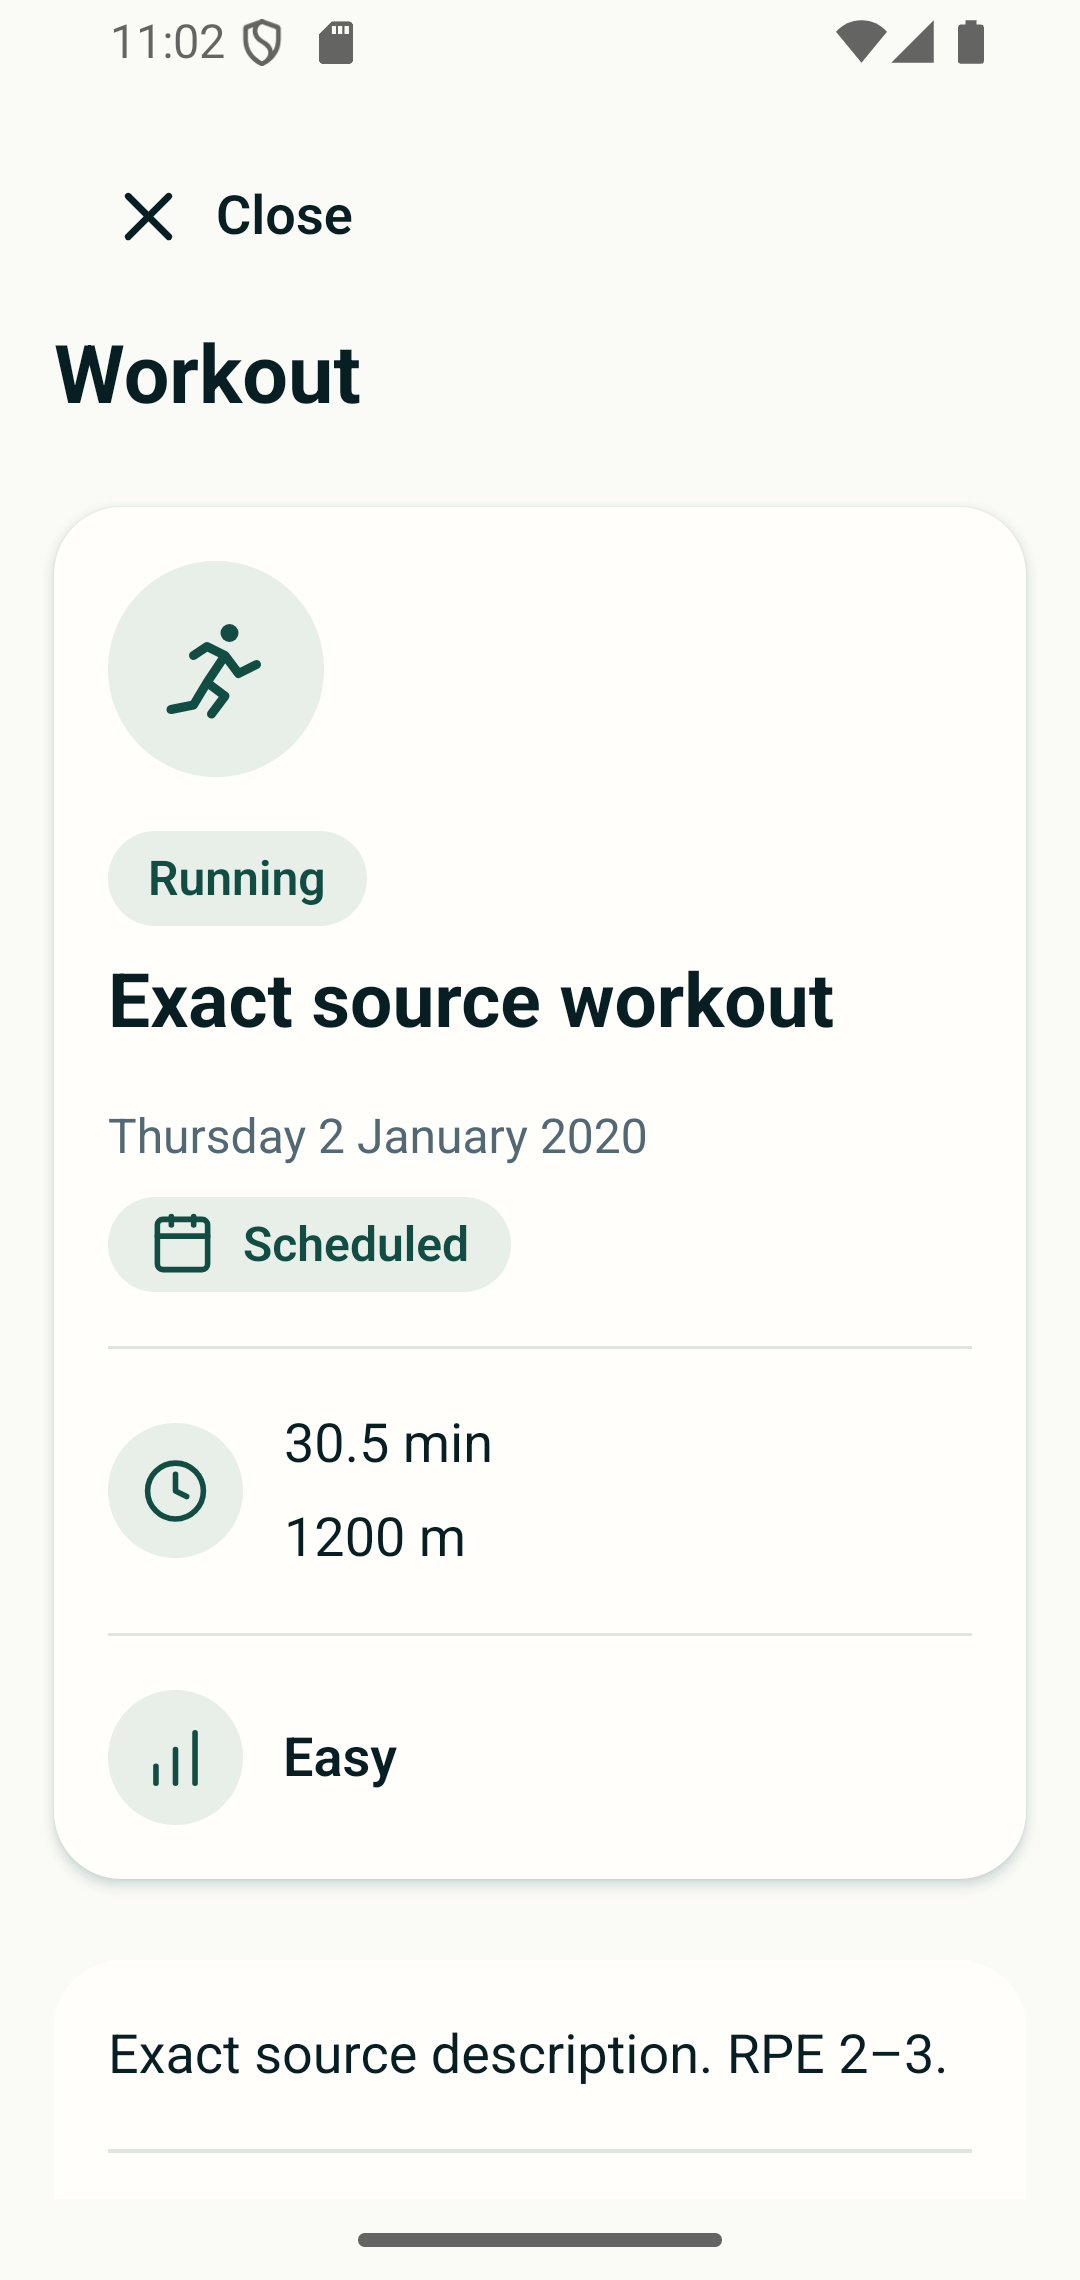 11:02
Close
Workout
Running
Exact source workout
Thursday 2 January 2020
Scheduled
30.5 min
1200 m
Easy
Exact source description. RPE 2–3.